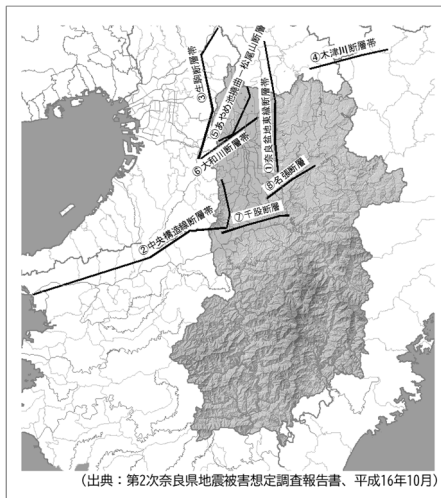 ④木津川断層帯
③生駒断層帯
⑤あやめ池撓曲－松尾山断層
①奈良盆地東縁断層帯
⑥大和川断層帯
⑧名張断層
⑦千股断層
②中央構造線断層帯
(出典：第2次奈良県地震被害想定調査報告書、平成16年10月)